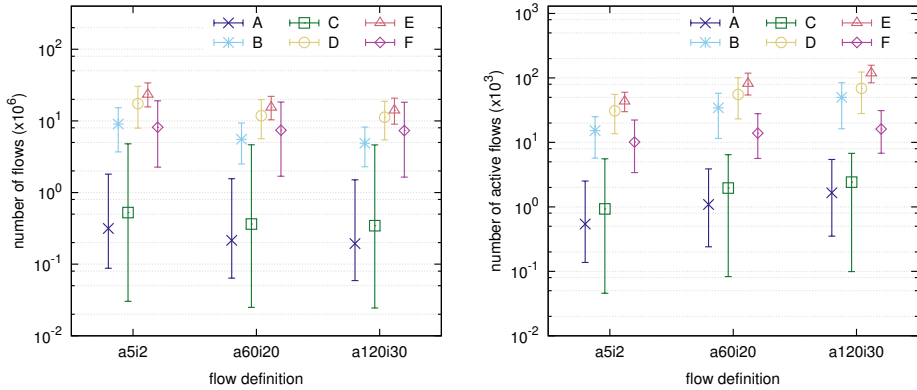 A C E
B D F
10^2
10^1
10^0
10^-1
10^-2
number of flows (x10^6)
a5i2 a60i20 a120i30
flow definition
A C E
B D F
10^3
10^2
10^1
10^0
10^-1
10^-2
number of active flows (x10^3)
a5i2 a60i20 a120i30
flow definition